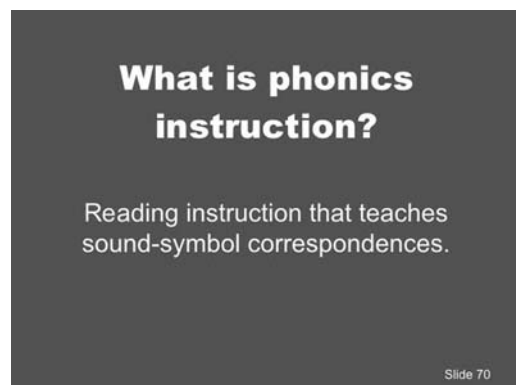 What is phonics
instruction?
Reading instruction that teaches
sound-symbol correspondences.
Slide 70